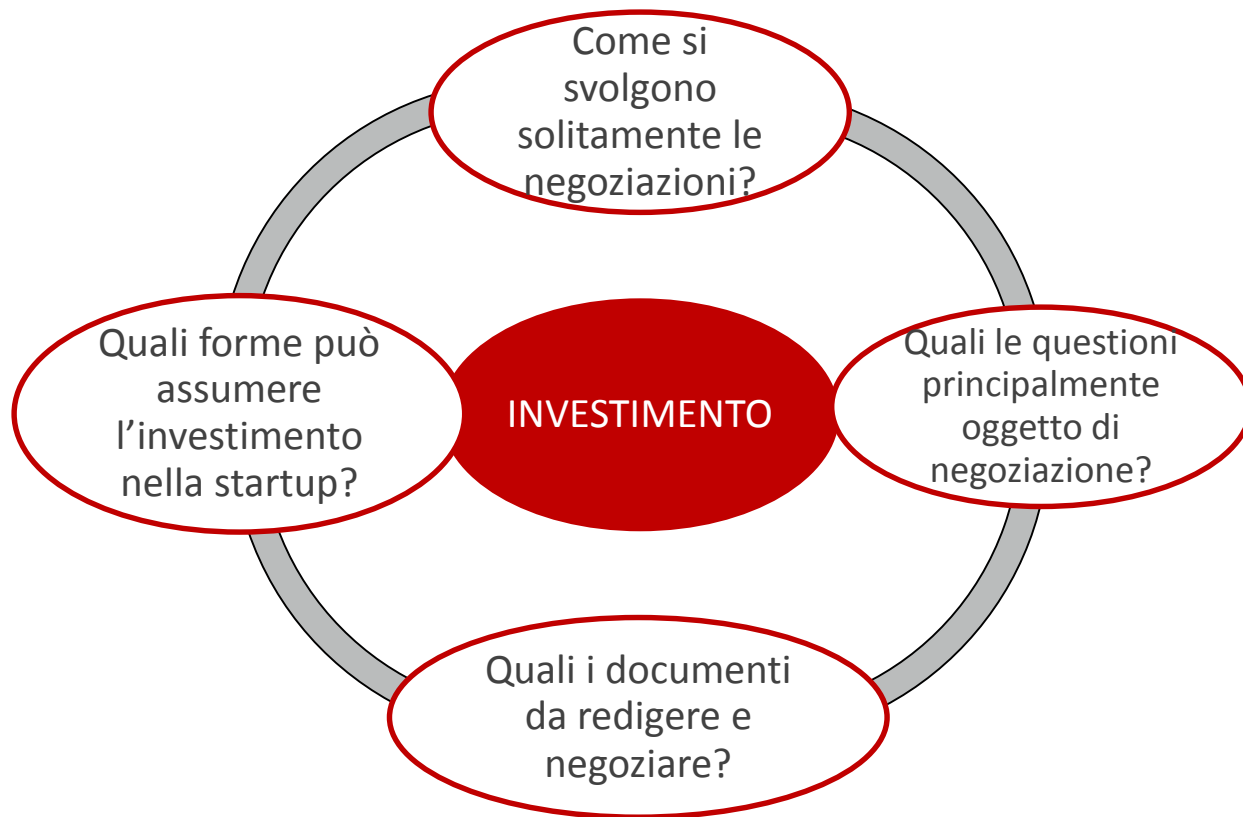 Come si
svolgono
solitamente le
negoziazioni?
Quali forme può
assumere
l’investimento
nella startup?
INVESTIMENTO
Quali le questioni
principalmente
oggetto di
negoziazione?
Quali i documenti
da redigere e
negoziare?